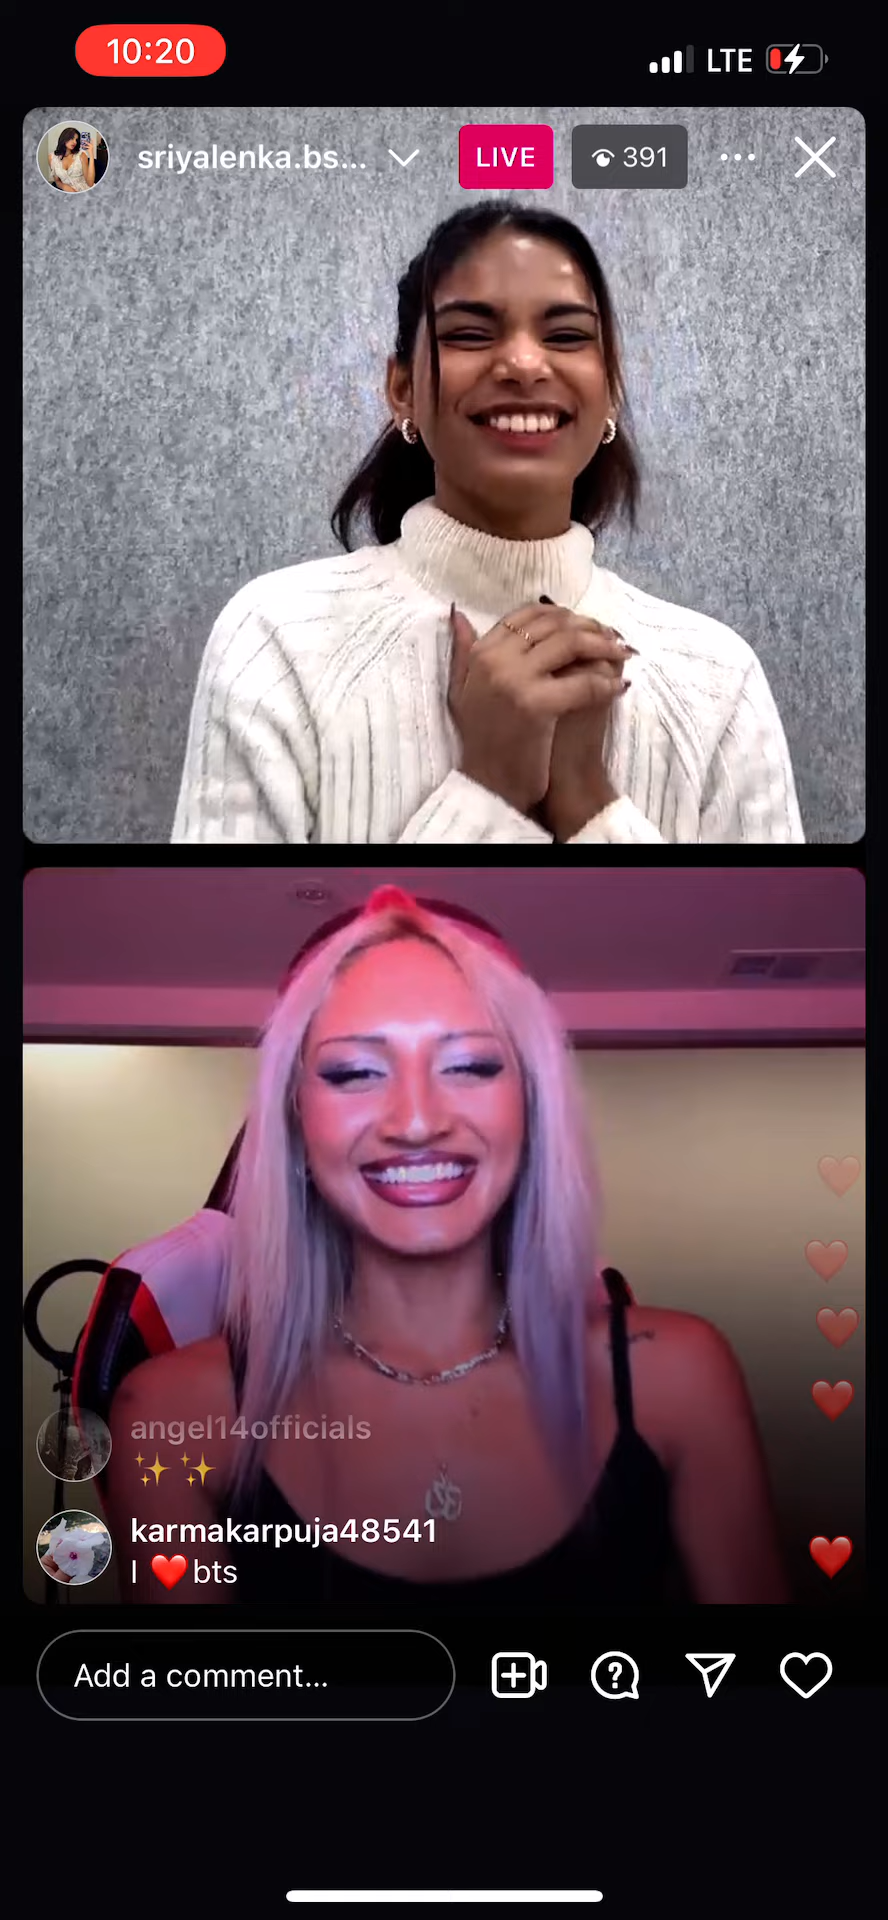 10:20
LTE
sriyalenka.bs...
LIVE
391
angel14officials
✨ ✨
karmakarpuja48541
I ❤️ bts
Add a comment...